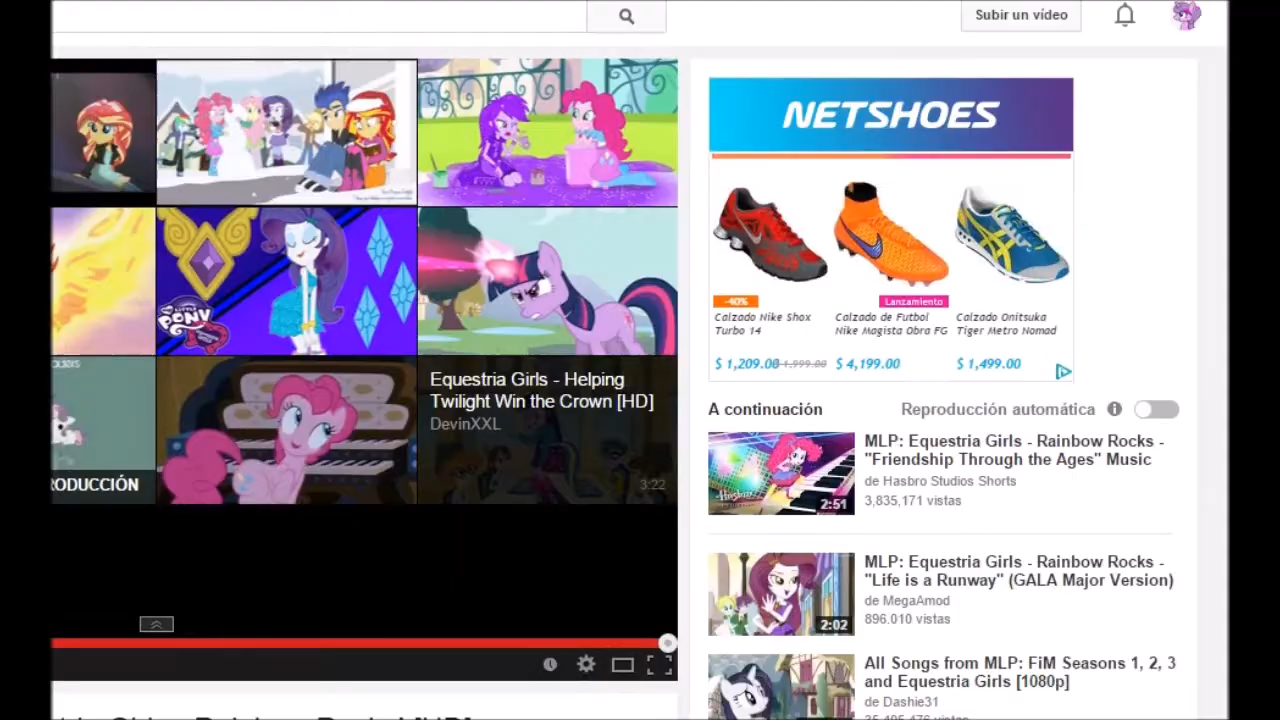 Subir un vídeo
NETSHOES
-40%
Lanzamiento
Calzado Nike Shox
Turbo 14
Calzado de Futbol
Nike Magista Obra FG
Calzado Onitsuka
Tiger Metro Nomad
$ 1,209.00 1,999.00
$ 4,199.00
$ 1,499.00
PONY
Equestria Girls - Helping
Twilight Win the Crown [HD]
DevinXXL
3:22
RODUCCIÓN
A continuación
Reproducción automática
MLP: Equestria Girls - Rainbow Rocks -
"Friendship Through the Ages" Music
de Hasbro Studios Shorts
3,835,171 vistas
2:51
MLP: Equestria Girls - Rainbow Rocks -
"Life is a Runway" (GALA Major Version)
de MegaAmod
896.010 vistas
2:02
All Songs from MLP: FiM Seasons 1, 2, 3
and Equestria Girls [1080p]
de Dashie31